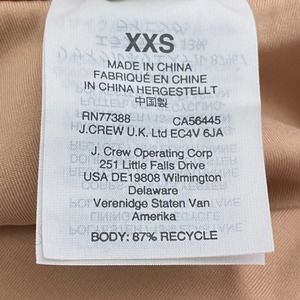 XXS
MADE IN CHINA
FABRIQUÉ EN CHINE
IN CHINA HERGESTELLT
中国製
RN77388 CA56445
J.CREW U.K. Ltd EC4V 6JA
J. Crew Operating Corp
251 Little Falls Drive
USA DE19808 Wilmington
Delaware
Verenidge Staten Van
Amerika
BODY: 87% RECYCLE